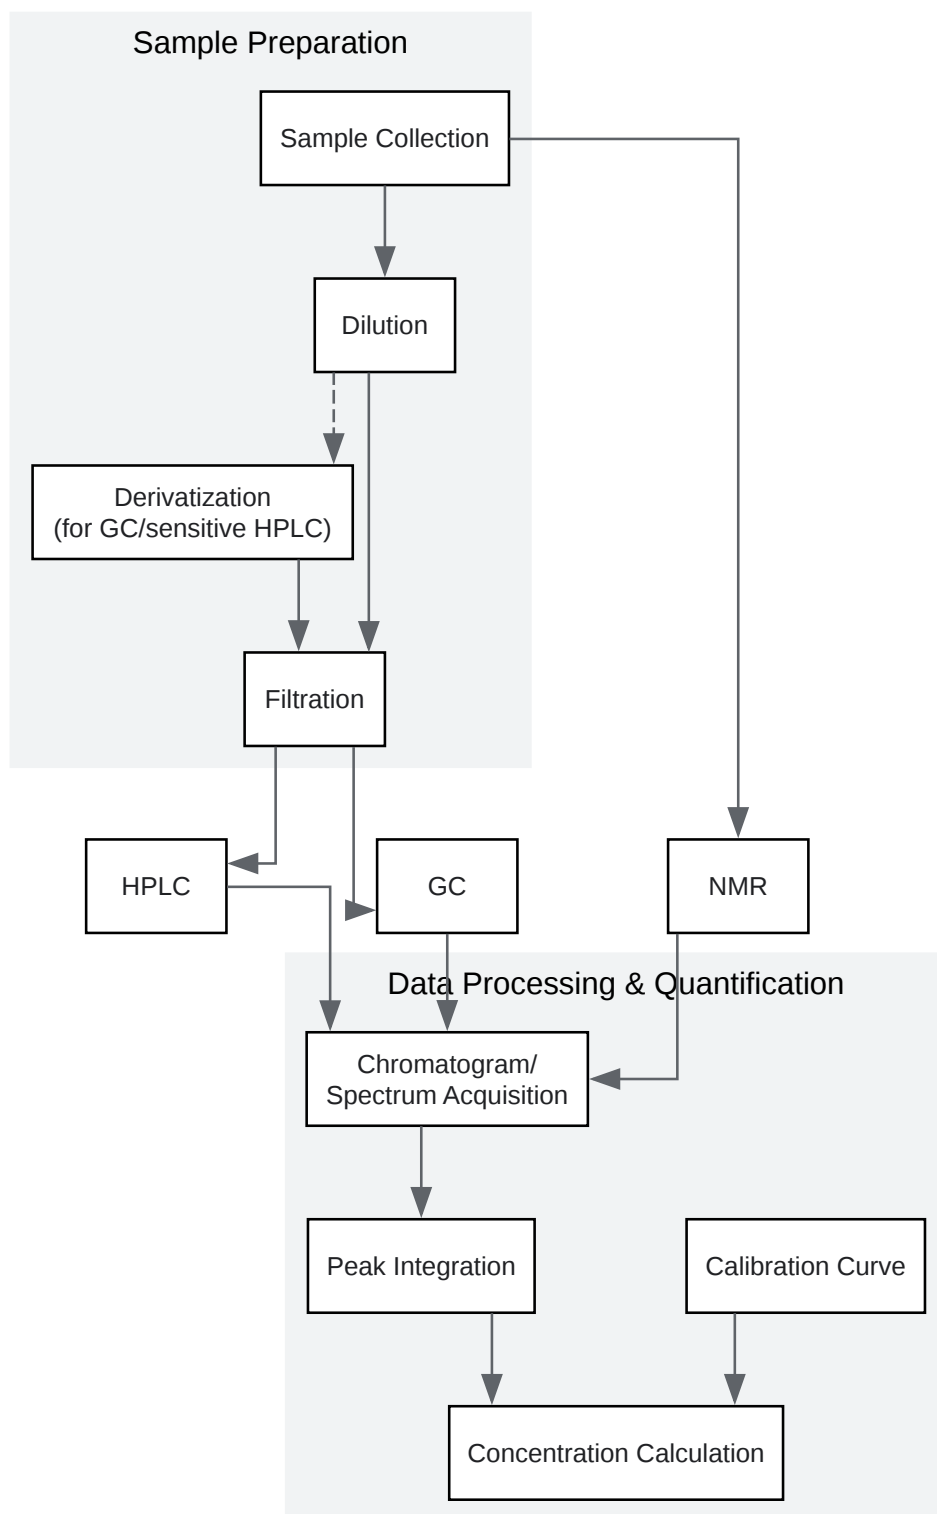 Sample Preparation
Sample Collection
Dilution
Derivatization
(for GC/sensitive HPLC)
Filtration
HPLC
GC
NMR
Data Processing & Quantification
Chromatogram/
Spectrum Acquisition
Peak Integration
Calibration Curve
Concentration Calculation